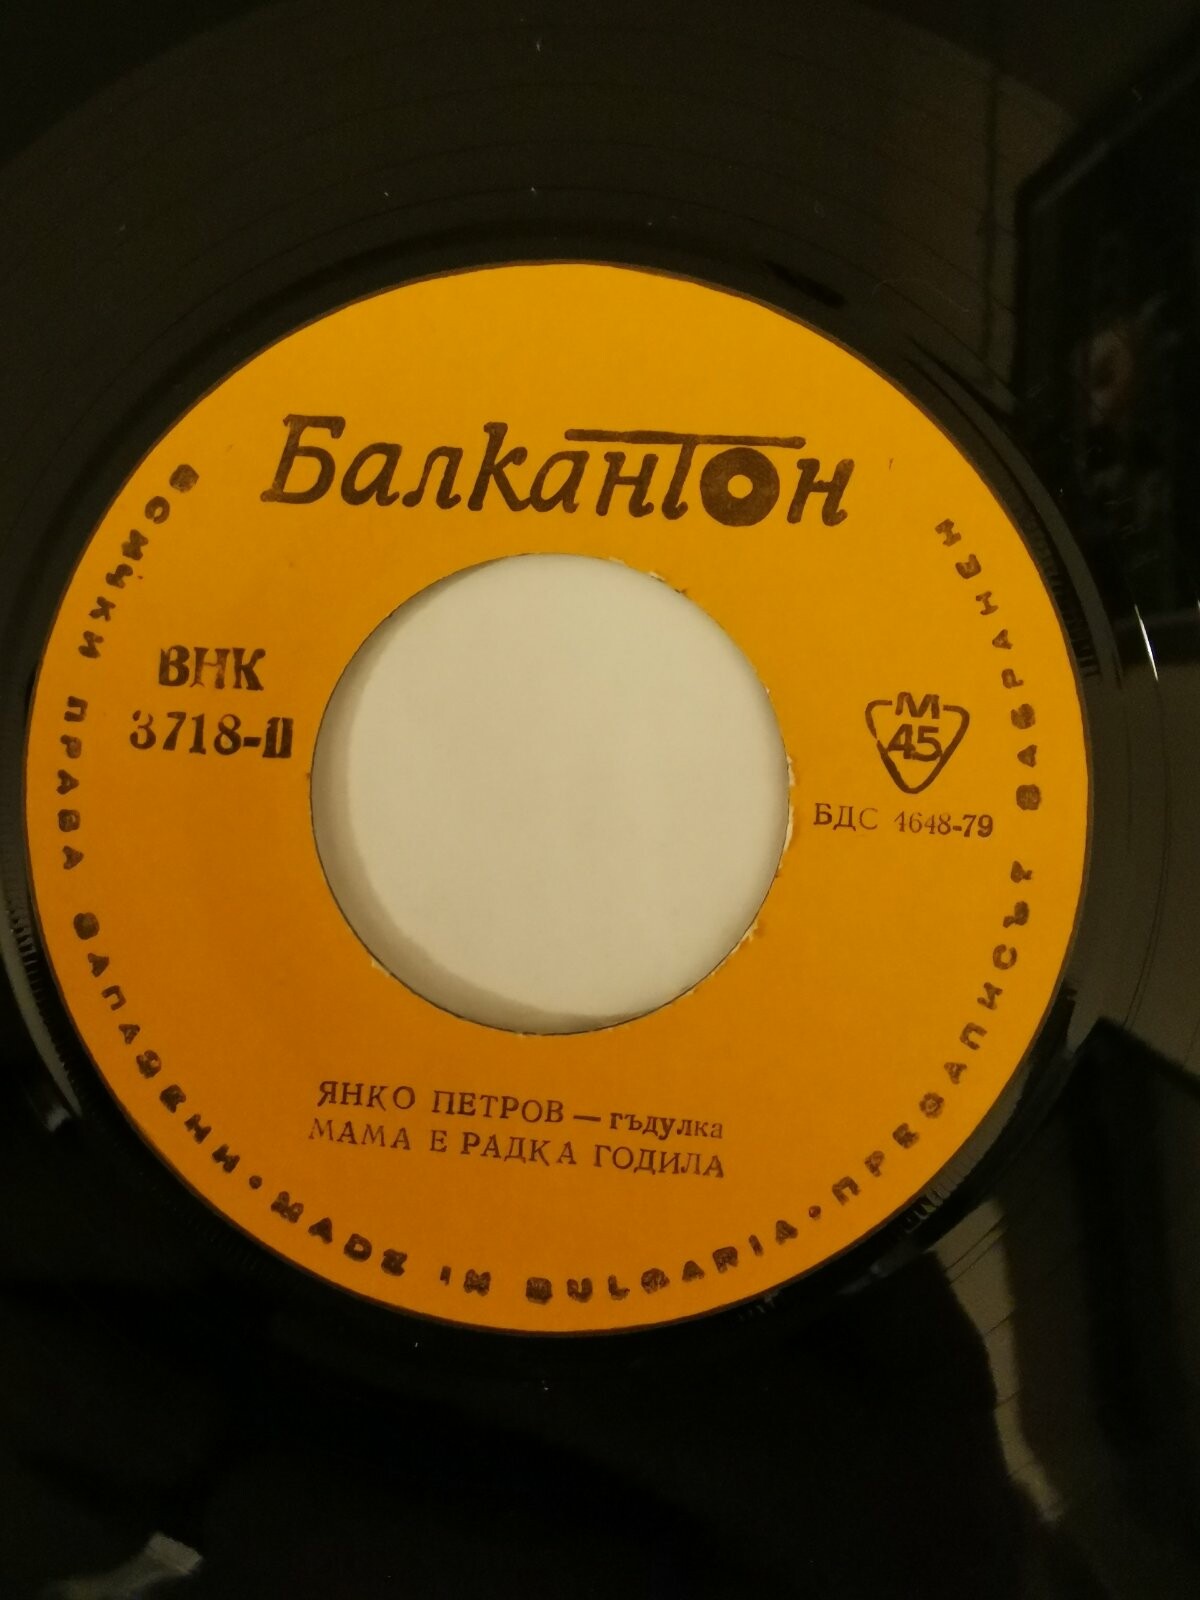 Балкантон
ВНК
3718-II
М
45
БДС 4648-79
ЯНКО ПЕТРОВ — гъдулка
МАМА Е РАДКА ГОДИЛА
ВСИЧКИ ПРАВА ЗАПАЗЕНИ • MADE IN BULGARIA • ПРЕЗАПИСЪТ ЗАБРАНЕН